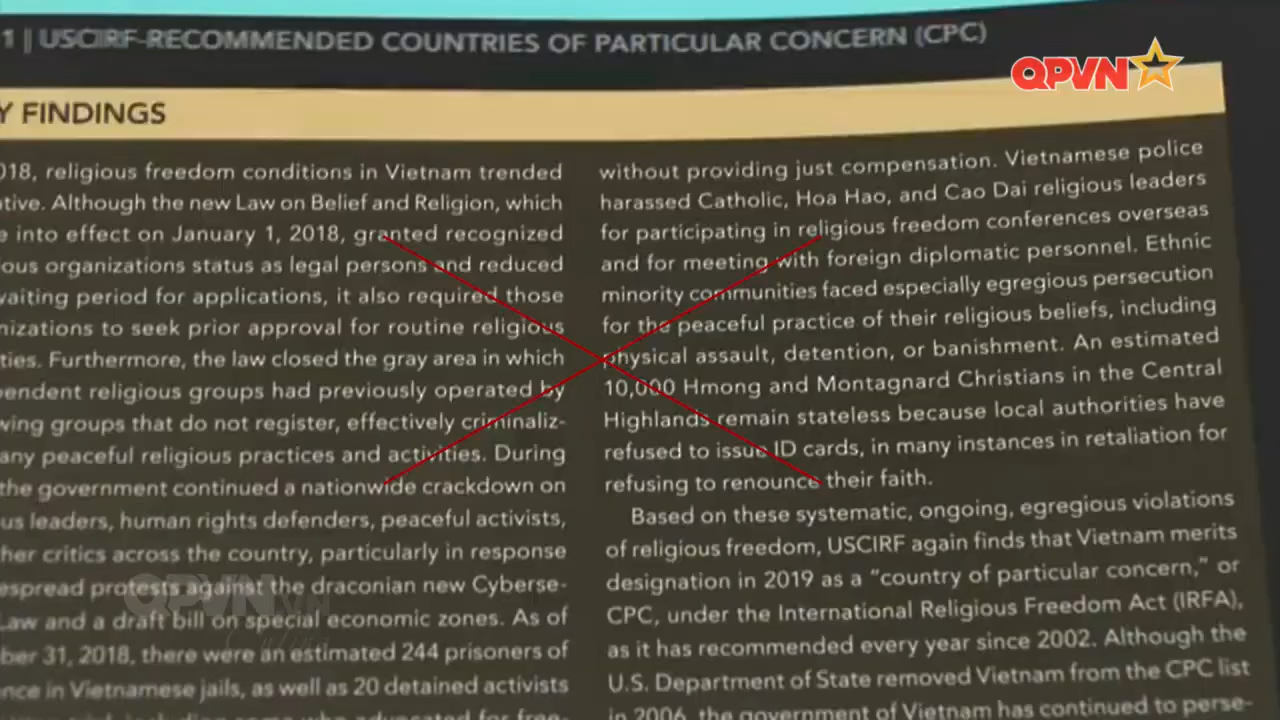 1 | USCIRF-RECOMMENDED COUNTRIES OF PARTICULAR CONCERN (CPC)
QPVN
Y FINDINGS
018, religious freedom conditions in Vietnam trended
ative. Although the new Law on Belief and Religion, which
e into effect on January 1, 2018, granted recognized
ious organizations status as legal persons and reduced
waiting period for applications, it also required those
nizations to seek prior approval for routine religious
ties. Furthermore, the law closed the gray area in which
pendent religious groups had previously operated by
wing groups that do not register, effectively criminaliz-
any peaceful religious practices and activities. During
the government continued a nationwide crackdown on
us leaders, human rights defenders, peaceful activists,
her critics across the country, particularly in response
espread protests against the draconian new Cyberse-
Law and a draft bill on special economic zones. As of
ber 31, 2018, there were an estimated 244 prisoners of
nce in Vietnamese jails, as well as 20 detained activists
without providing just compensation. Vietnamese police
harassed Catholic, Hoa Hao, and Cao Dai religious leaders
for participating in religious freedom conferences overseas
and for meeting with foreign diplomatic personnel. Ethnic
minority communities faced especially egregious persecution
for the peaceful practice of their religious beliefs, including
physical assault, detention, or banishment. An estimated
10,000 Hmong and Montagnard Christians in the Central
Highlands remain stateless because local authorities have
refused to issue ID cards, in many instances in retaliation for
refusing to renounce their faith.
Based on these systematic, ongoing, egregious violations
of religious freedom, USCIRF again finds that Vietnam merits
designation in 2019 as a "country of particular concern," or
CPC, under the International Religious Freedom Act (IRFA),
as it has recommended every year since 2002. Although the
U.S. Department of State removed Vietnam from the CPC list
in 2006, the government of Vietnam has continued to perse-
QPVN